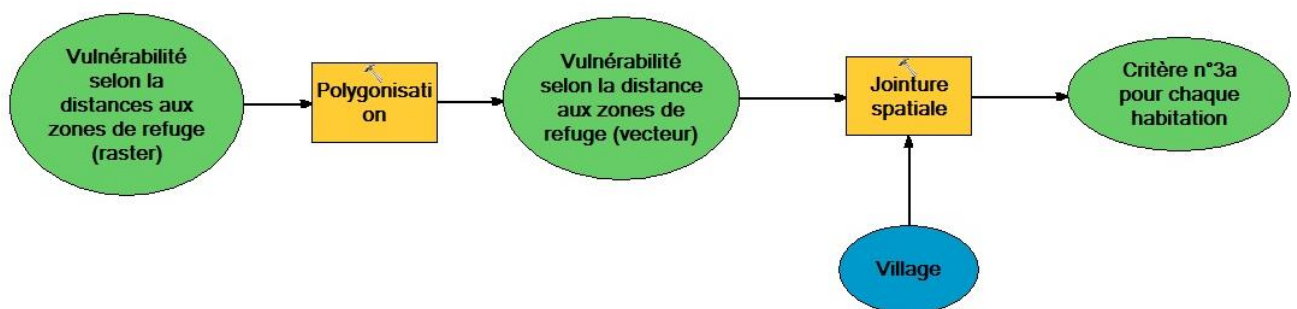 Vulnérabilité
selon la
distances aux
zones de refuge
(raster)
Polygonisati
on
Vulnérabilité
selon la distance
aux zones de
refuge (vecteur)
Jointure
spatiale
Critère n°3a
pour chaque
habitation
Village